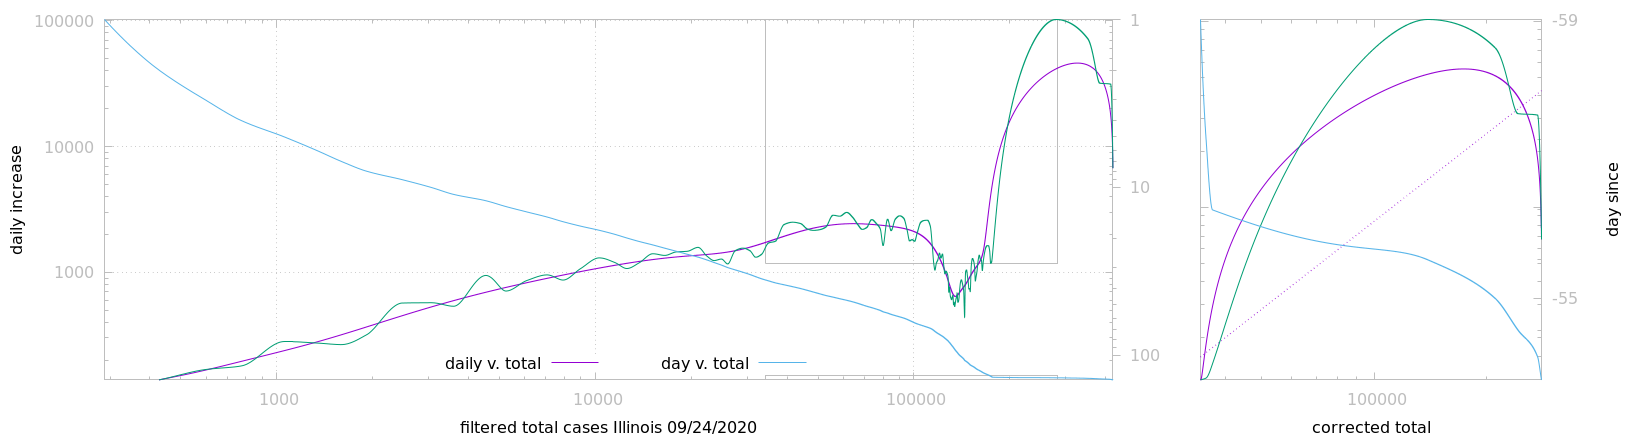 100000
10000
1000
daily increase
1
10
100
daily v. total
day v. total
1000
10000
100000
filtered total cases Illinois 09/24/2020
-59
-55
day since
100000
corrected total